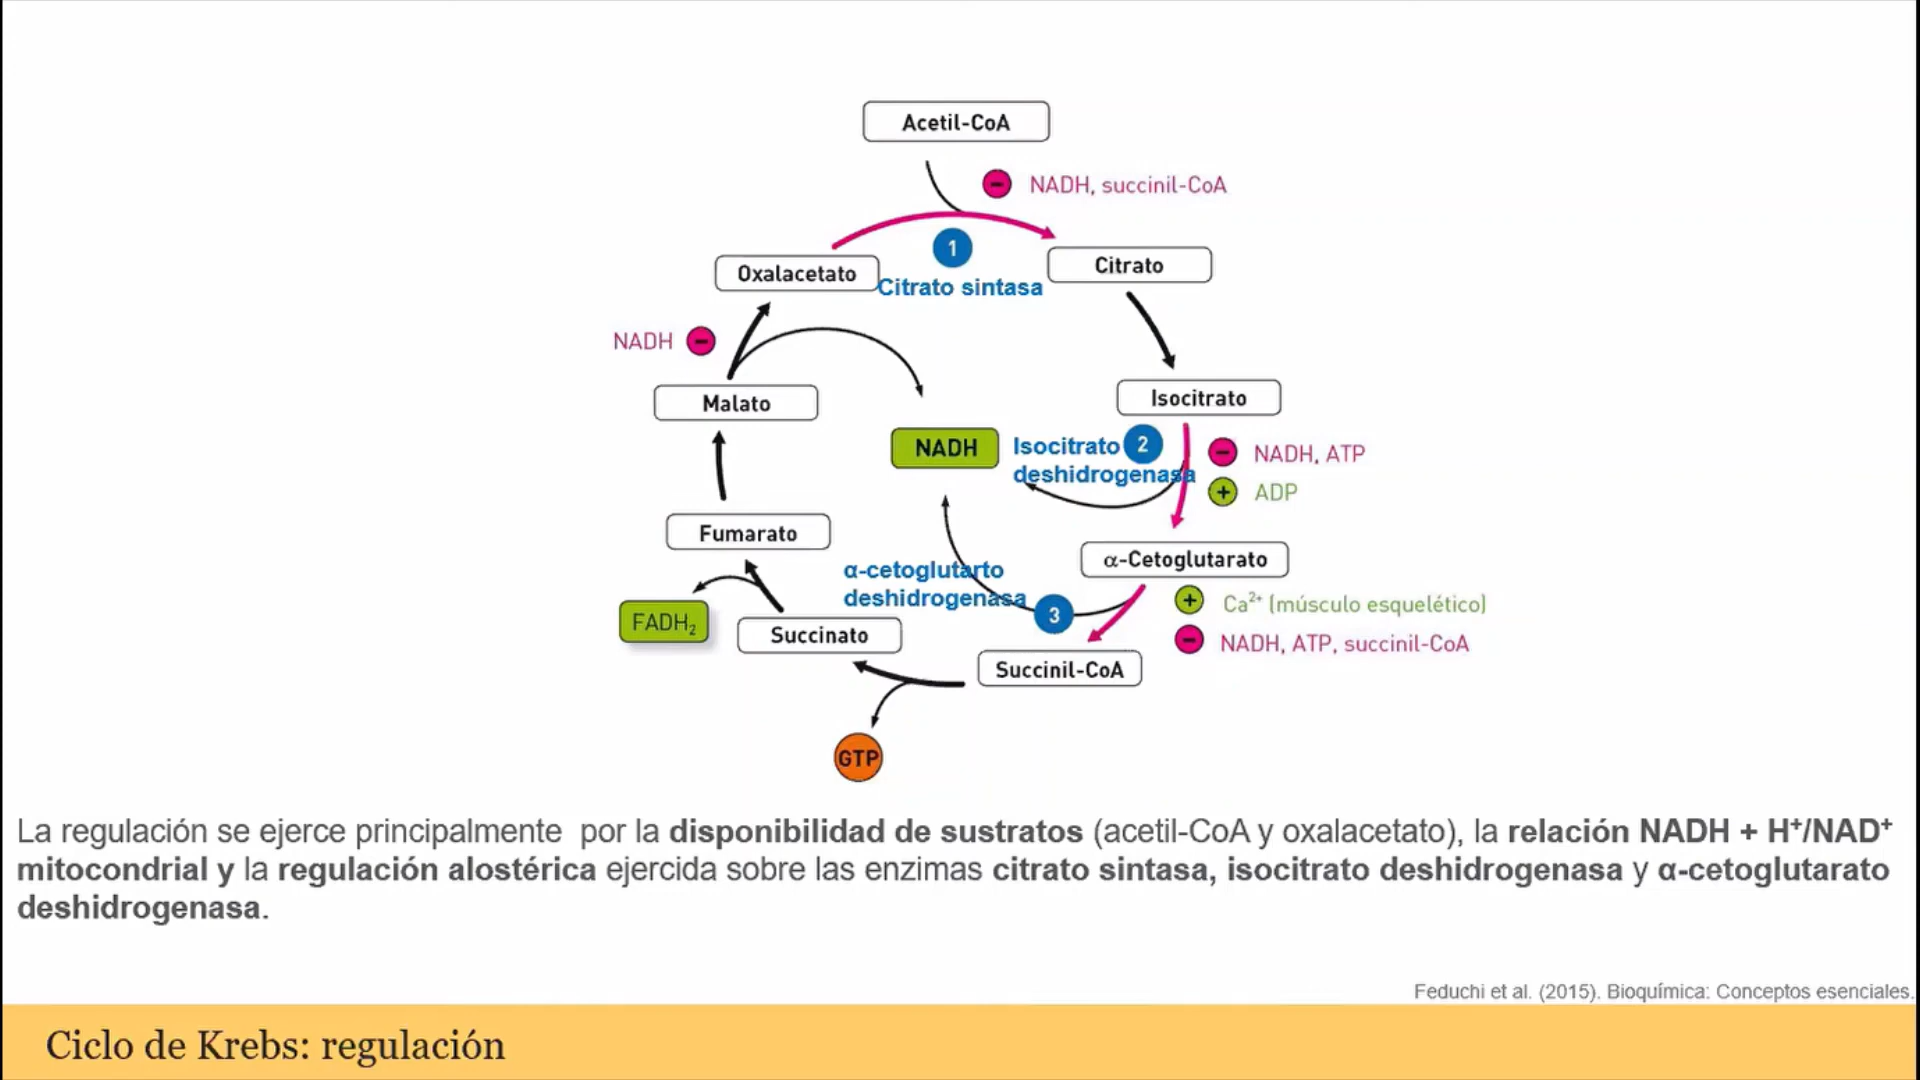 Acetil-CoA
- NADH, succinil-CoA
1
Citrato sintasa
Oxalacetato
Citrato
NADH -
Malato
Isocitrato
NADH
Isocitrato 2
deshidrogenasa
- NADH, ATP
+ ADP
Fumarato
α-Cetoglutarato
α-cetoglutarto
deshidrogenasa
3
+ Ca²⁺ (músculo esquelético)
- NADH, ATP, succinil-CoA
FADH₂
Succinato
Succinil-CoA
GTP
La regulación se ejerce principalmente por la disponibilidad de sustratos (acetil-CoA y oxalacetato), la relación NADH + H⁺/NAD⁺
mitocondrial y la regulación alostérica ejercida sobre las enzimas citrato sintasa, isocitrato deshidrogenasa y α-cetoglutarato
deshidrogenasa.
Feduchi et al. (2015). Bioquímica: Conceptos esenciales.
Ciclo de Krebs: regulación